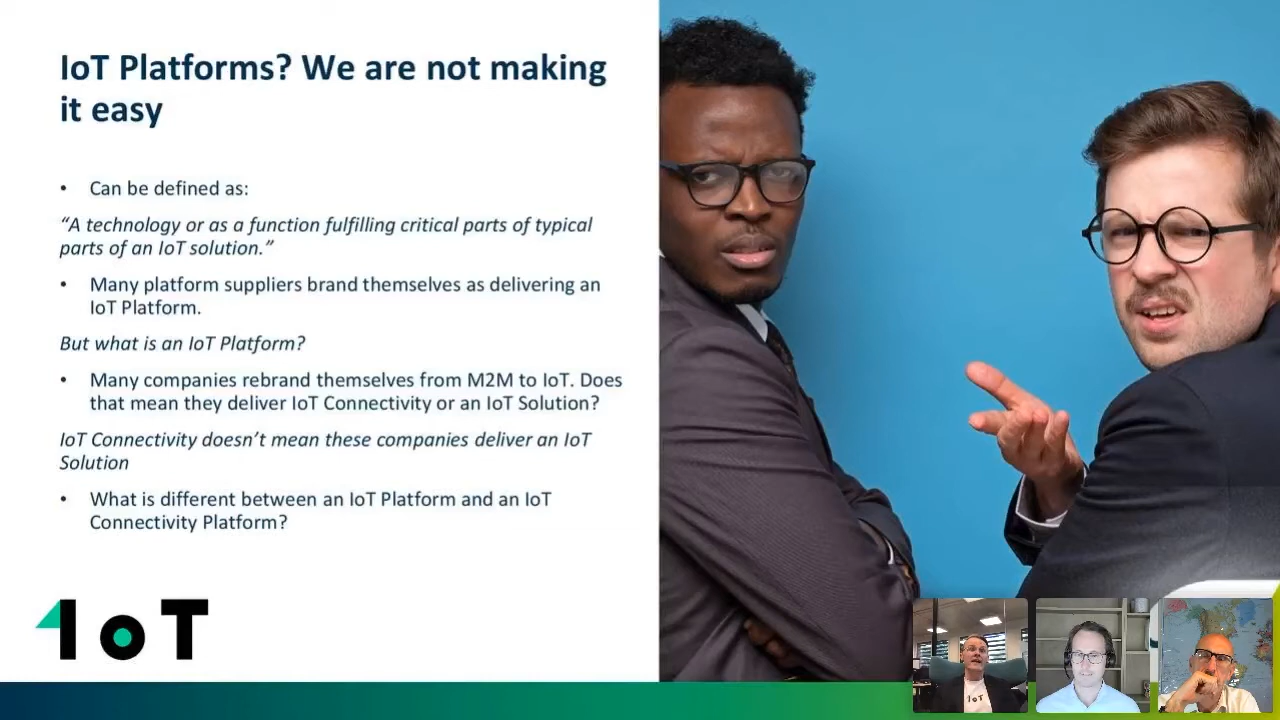 IoT Platforms? We are not making
it easy
• Can be defined as:
“A technology or as a function fulfilling critical parts of typical
parts of an IoT solution.”
• Many platform suppliers brand themselves as delivering an
IoT Platform.
But what is an IoT Platform?
• Many companies rebrand themselves from M2M to IoT. Does
that mean they deliver IoT Connectivity or an IoT Solution?
IoT Connectivity doesn’t mean these companies deliver an IoT
Solution
• What is different between an IoT Platform and an IoT
Connectivity Platform?
1oT
IoT